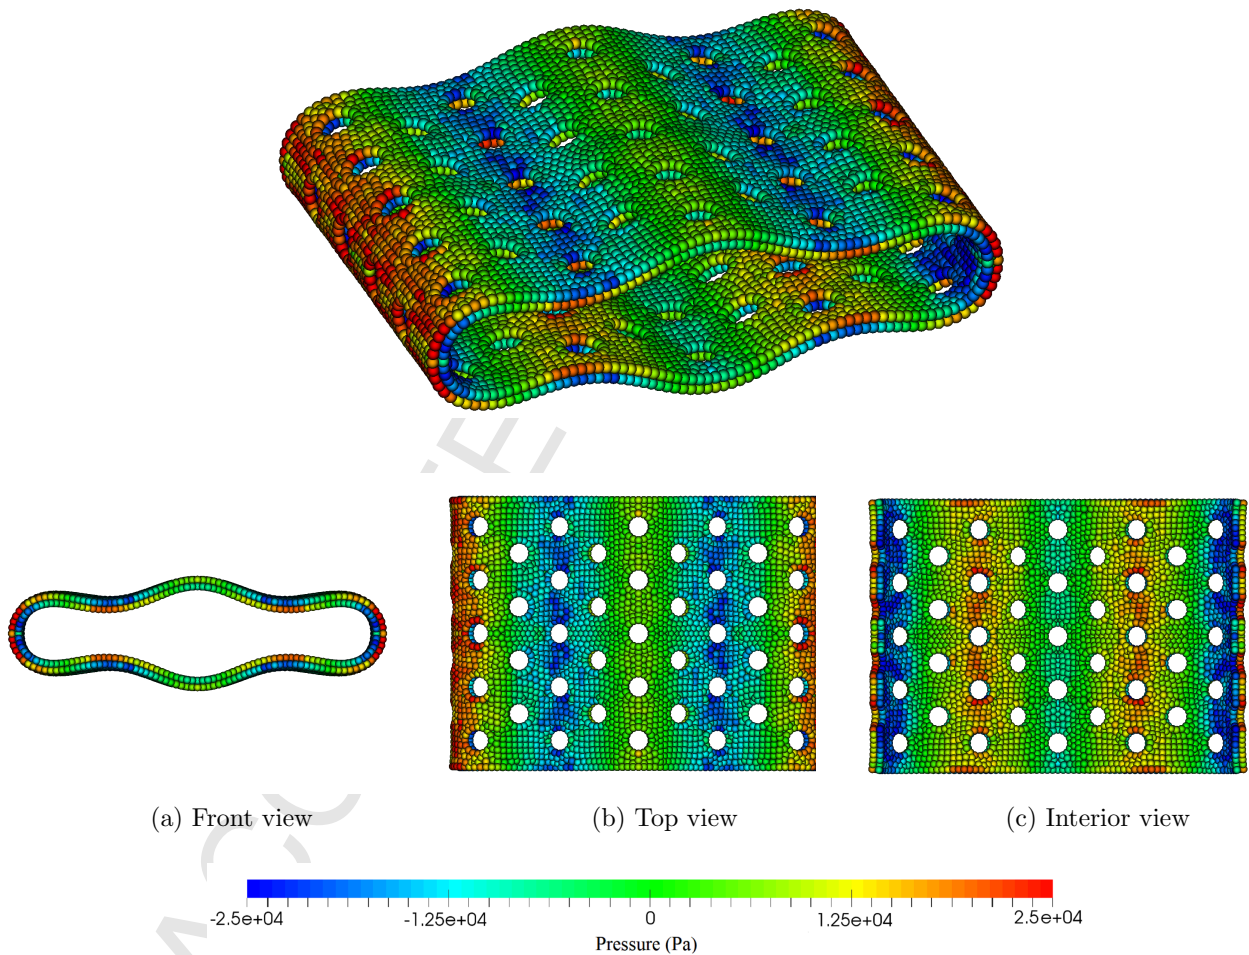 (a) Front view
(b) Top view
(c) Interior view
-2.5e+04 -1.25e+04 0 1.25e+04 2.5e+04
Pressure (Pa)